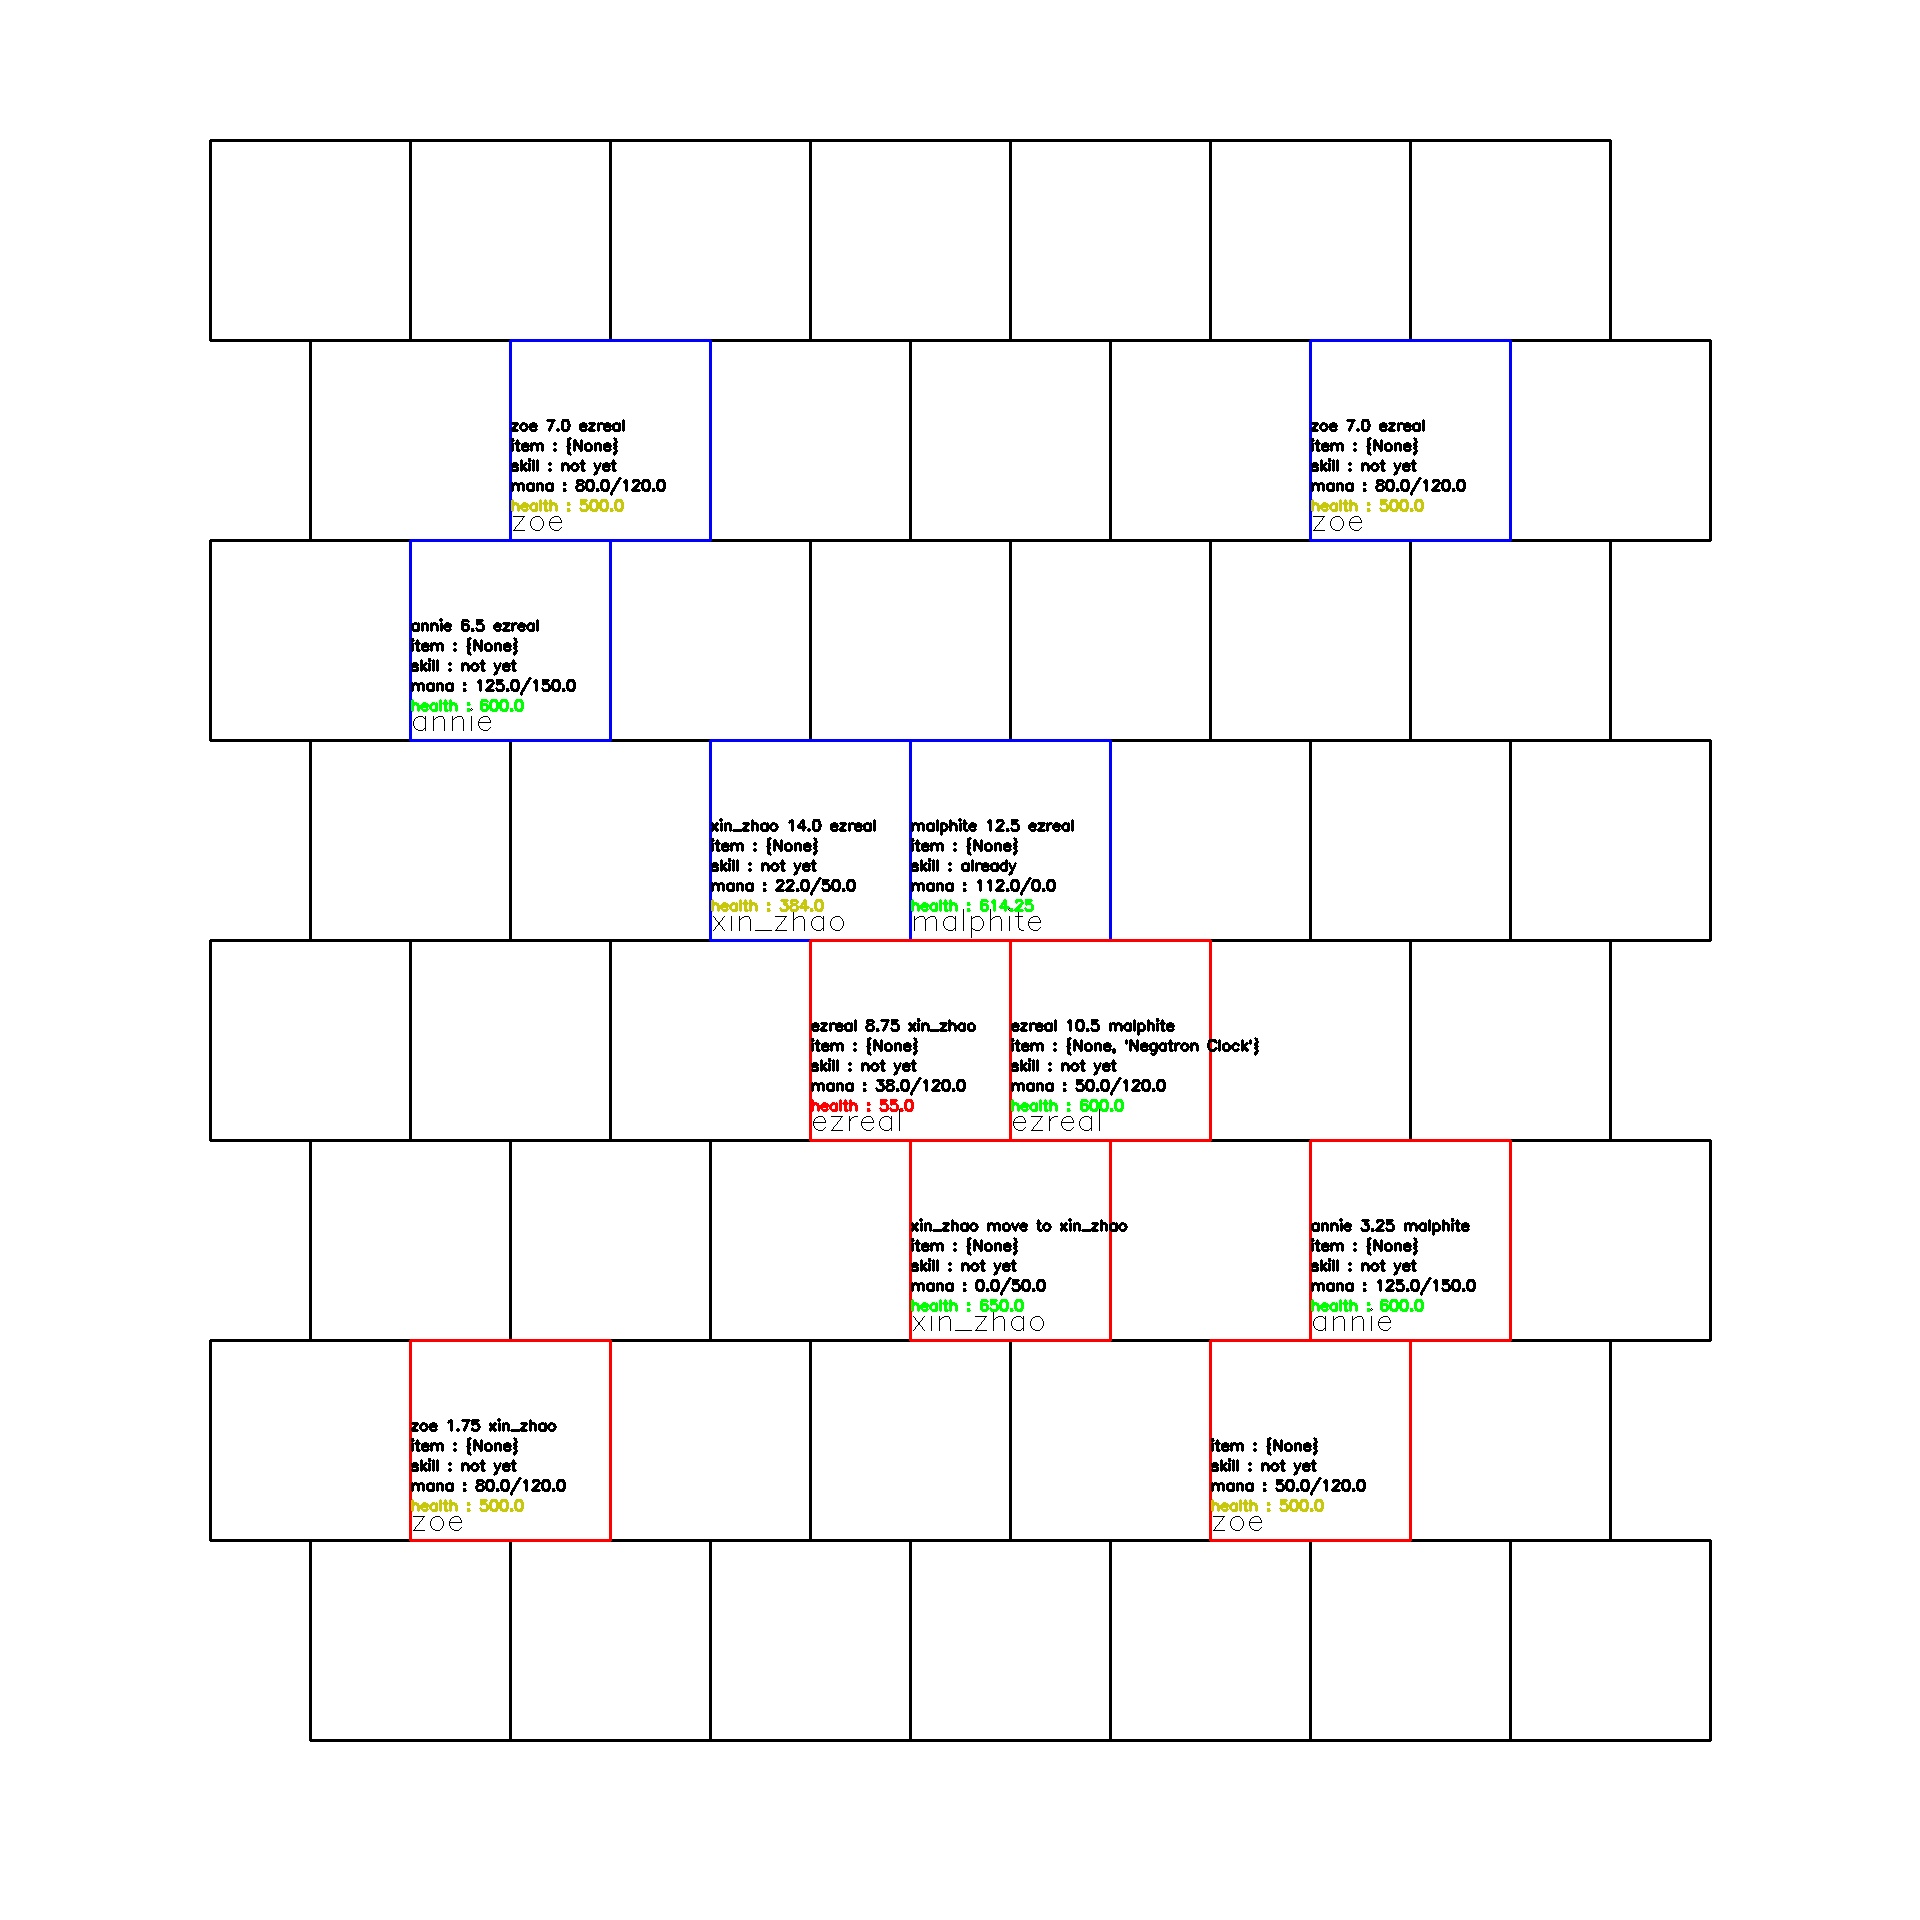 zoe 7.0 ezreal
item : {None}
skill : not yet
mana : 80.0/120.0
health : 500.0
zoe
zoe 7.0 ezreal
item : {None}
skill : not yet
mana : 80.0/120.0
health : 500.0
zoe
annie 6.5 ezreal
item : {None}
skill : not yet
mana : 125.0/150.0
health : 600.0
annie
xin_zhao 14.0 ezreal
item : {None}
skill : not yet
mana : 22.0/50.0
health : 384.0
xin_zhao
malphite 12.5 ezreal
item : {None}
skill : already
mana : 112.0/0.0
health : 614.25
malphite
ezreal 8.75 xin_zhao
item : {None}
skill : not yet
mana : 38.0/120.0
health : 55.0
ezreal
ezreal 10.5 malphite
item : {None, 'Negatron Clock'}
skill : not yet
mana : 50.0/120.0
health : 600.0
ezreal
xin_zhao move to xin_zhao
item : {None}
skill : not yet
mana : 0.0/50.0
health : 650.0
xin_zhao
annie 3.25 malphite
item : {None}
skill : not yet
mana : 125.0/150.0
health : 600.0
annie
zoe 1.75 xin_zhao
item : {None}
skill : not yet
mana : 80.0/120.0
health : 500.0
zoe
item : {None}
skill : not yet
mana : 50.0/120.0
health : 500.0
zoe